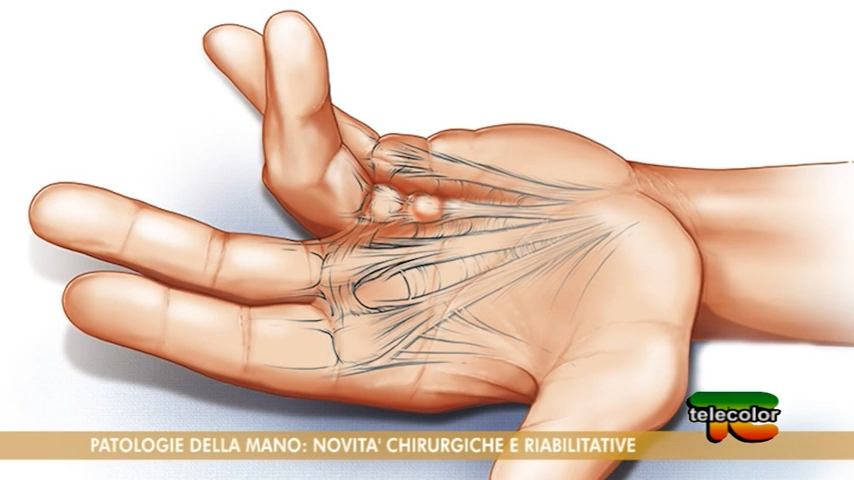 telecolor
PATOLOGIE DELLA MANO: NOVITA' CHIRURGICHE E RIABILITATIVE